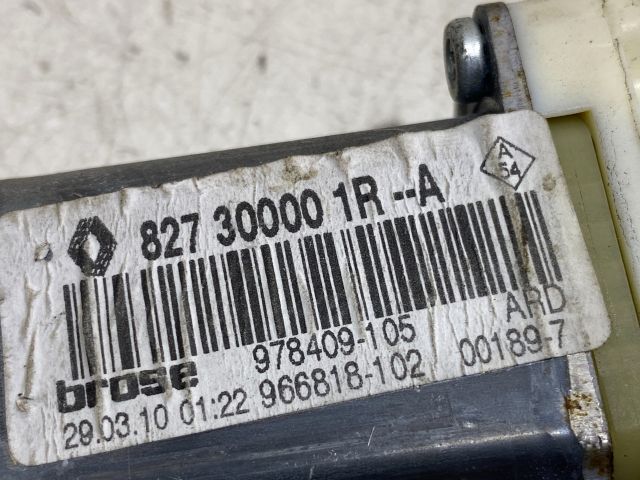 A
54
827 30000 1R--A
978409-105 ARD
brose 966818-102 00189-7
29.03.10 01:22